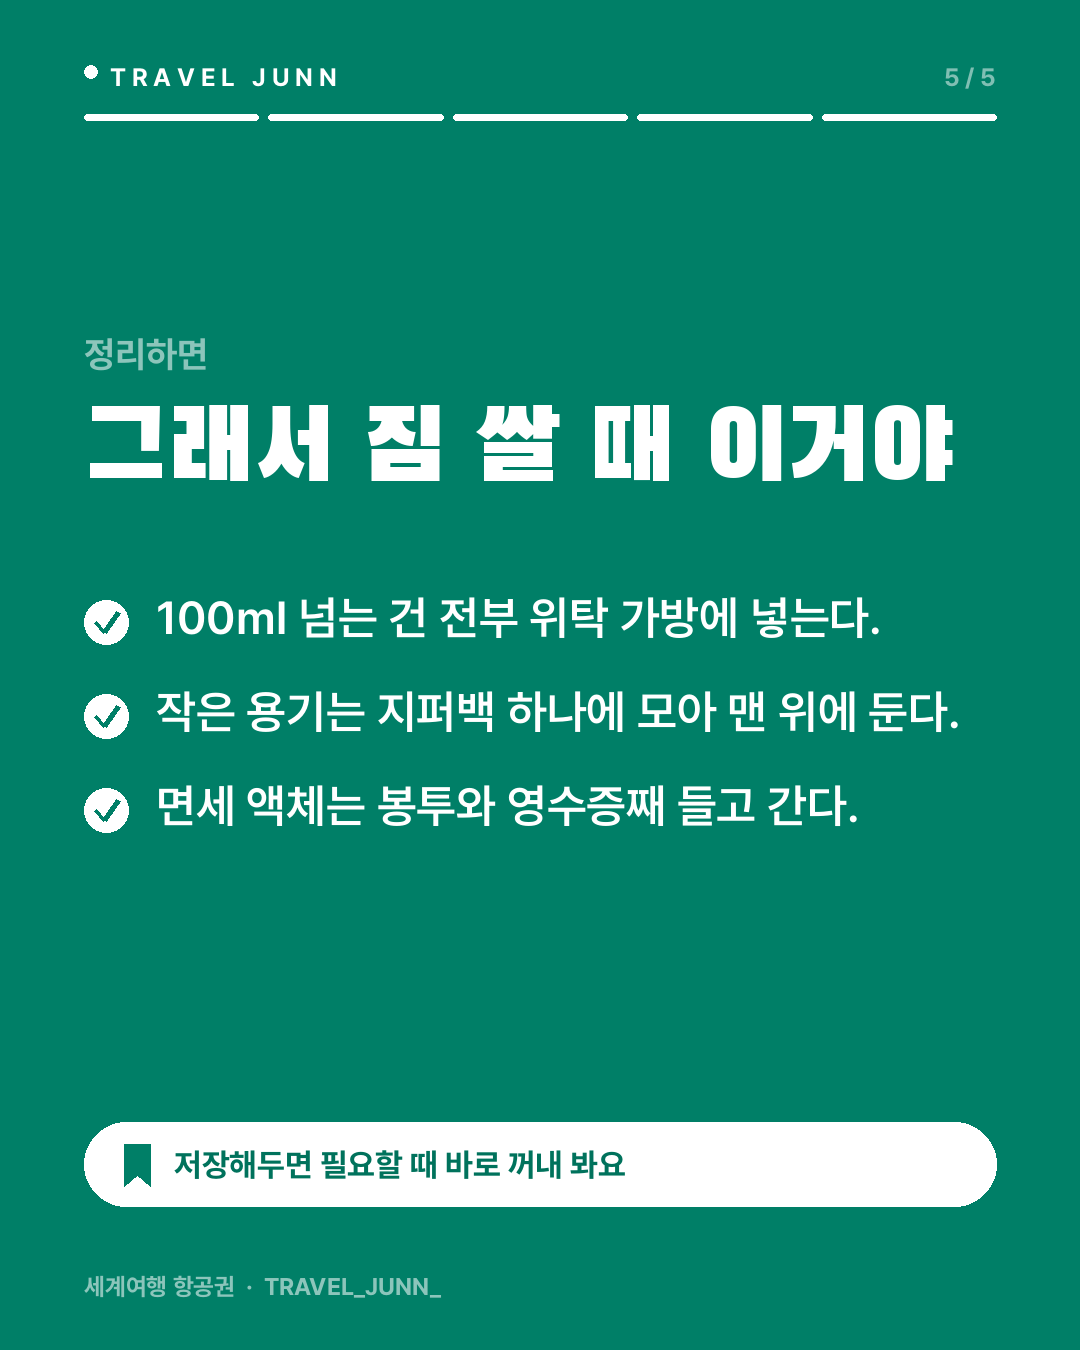 TRAVEL JUNN
5 / 5
정리하면
그래서 짐 쌀 때 이거야
100ml 넘는 건 전부 위탁 가방에 넣는다.
작은 용기는 지퍼백 하나에 모아 맨 위에 둔다.
면세 액체는 봉투와 영수증째 들고 간다.
저장해두면 필요할 때 바로 꺼내 봐요
세계여행 항공권 · TRAVEL_JUNN_